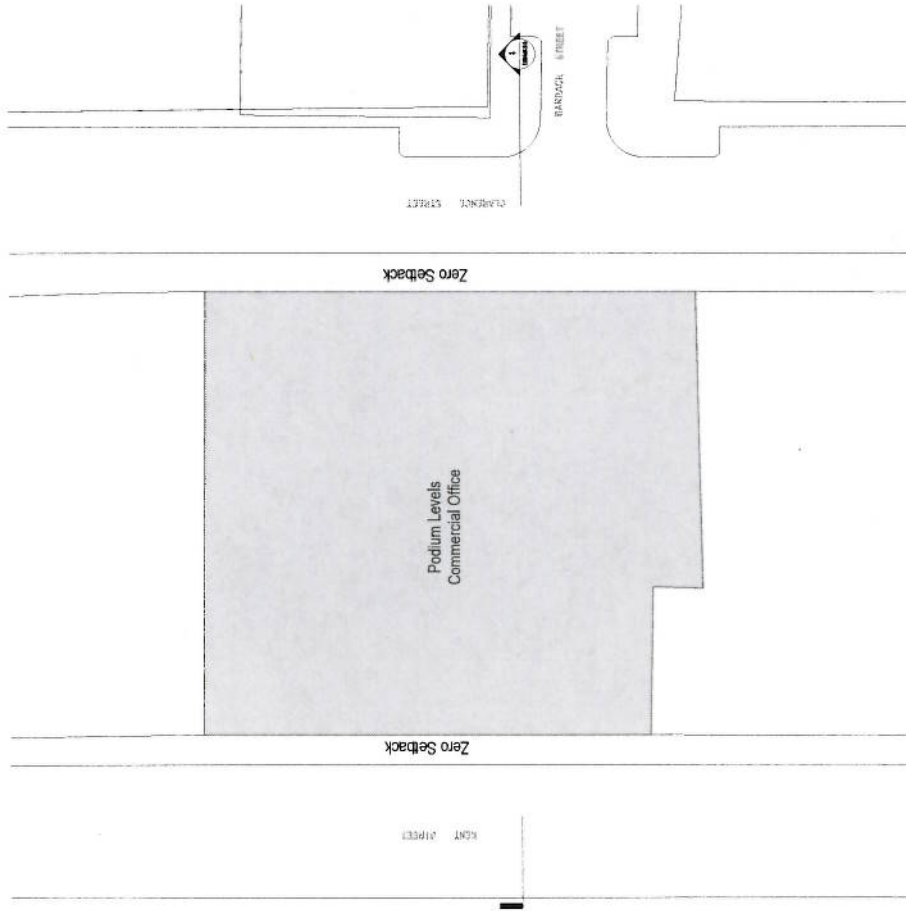 BARRACK STREET
CLARENCE STREET
Zero Setback
Podium Levels
Commercial Office
Zero Setback
KENT STREET